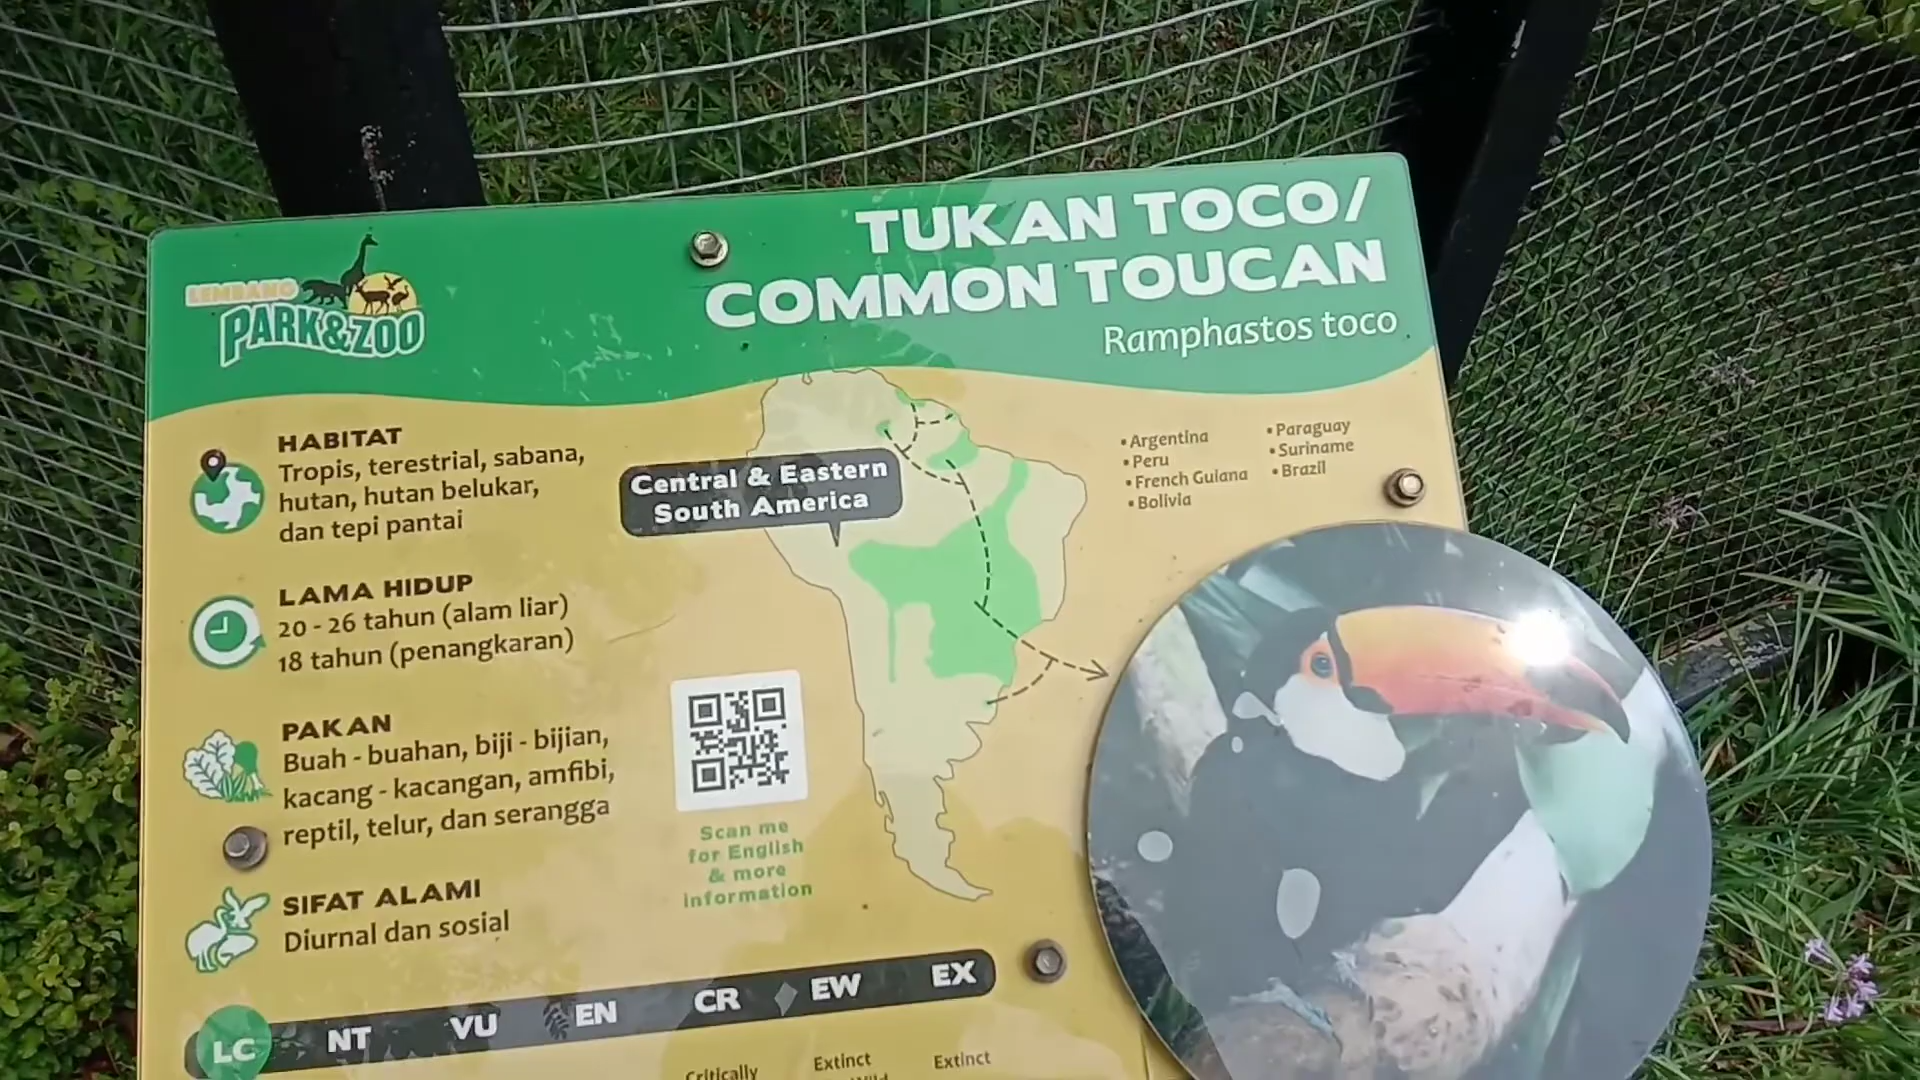 LEMBANG
PARK&ZOO
TUKAN TOCO/
COMMON TOUCAN
Ramphastos toco
HABITAT
Tropis, terestrial, sabana,
hutan, hutan belukar,
dan tepi pantai
LAMA HIDUP
20 - 26 tahun (alam liar)
18 tahun (penangkaran)
PAKAN
Buah - buahan, biji - bijian,
kacang - kacangan, amfibi,
reptil, telur, dan serangga
SIFAT ALAMI
Diurnal dan sosial
Central & Eastern
South America
• Argentina
• Peru
• French Guiana
• Bolivia
• Paraguay
• Suriname
• Brazil
Scan me
for English
& more
information
LC NT VU EN CR EW EX
Critically
Extinct
Wild
Extinct